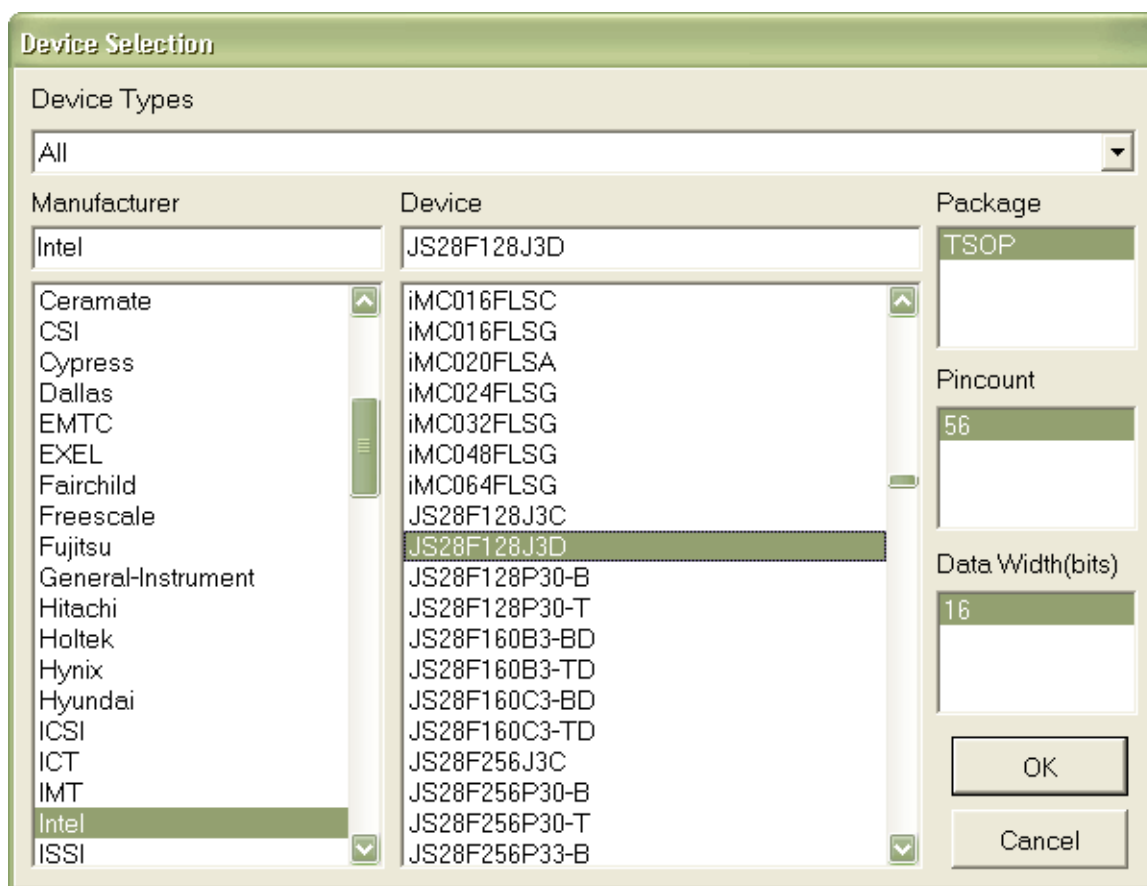 Device Selection
Device Types
All
Manufacturer
Intel
Ceramate
CSI
Cypress
Dallas
EMTC
EXEL
Fairchild
Freescale
Fujitsu
General-Instrument
Hitachi
Holtek
Hynix
Hyundai
ICSI
ICT
IMT
Intel
ISSI
Device
JS28F128J3D
iMC016FLSC
iMC016FLSG
iMC020FLSA
iMC024FLSG
iMC032FLSG
iMC048FLSG
iMC064FLSG
JS28F128J3C
JS28F128J3D
JS28F128P30-B
JS28F128P30-T
JS28F160B3-BD
JS28F160B3-TD
JS28F160C3-BD
JS28F160C3-TD
JS28F256J3C
JS28F256P30-B
JS28F256P30-T
JS28F256P33-B
Package
TSOP
Pincount
56
Data Width(bits)
16
OK
Cancel